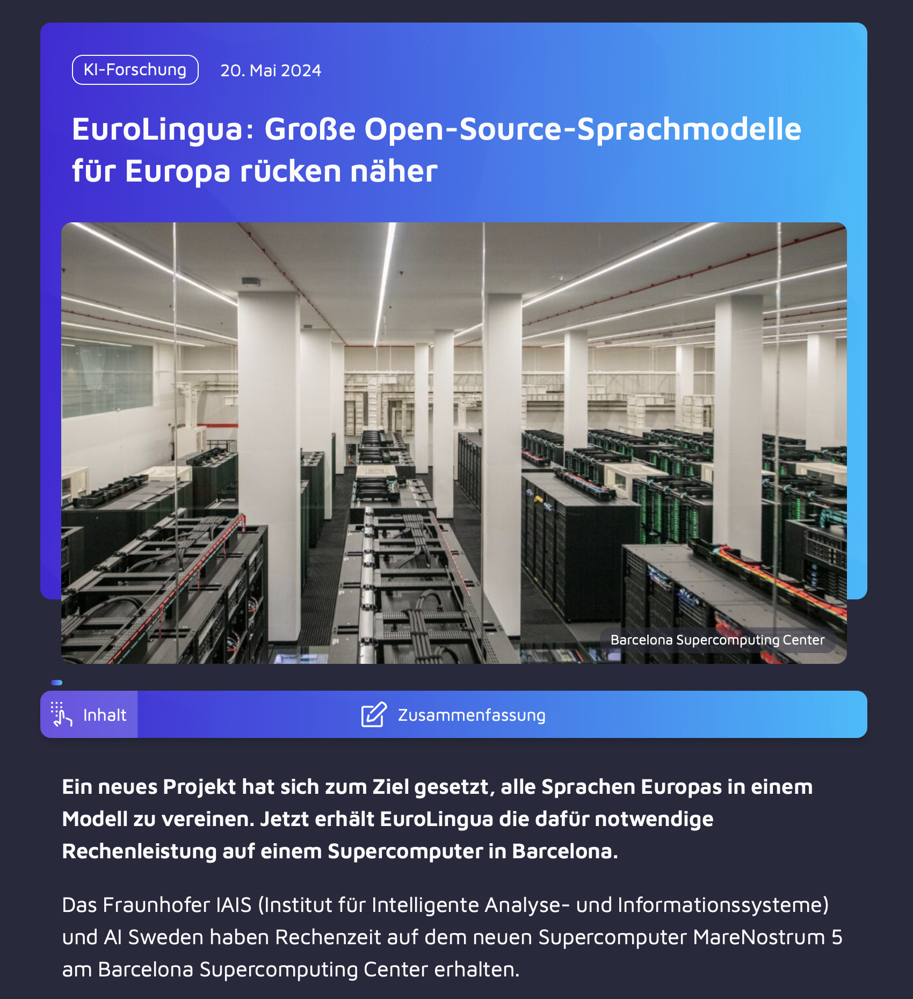 KI-Forschung
20. Mai 2024
EuroLingua: Große Open-Source-Sprachmodelle
für Europa rücken näher
Barcelona Supercomputing Center
Inhalt
Zusammenfassung
Ein neues Projekt hat sich zum Ziel gesetzt, alle Sprachen Europas in einem
Modell zu vereinen. Jetzt erhält EuroLingua die dafür notwendige
Rechenleistung auf einem Supercomputer in Barcelona.
Das Fraunhofer IAIS (Institut für Intelligente Analyse- und Informationssysteme)
und AI Sweden haben Rechenzeit auf dem neuen Supercomputer MareNostrum 5
am Barcelona Supercomputing Center erhalten.